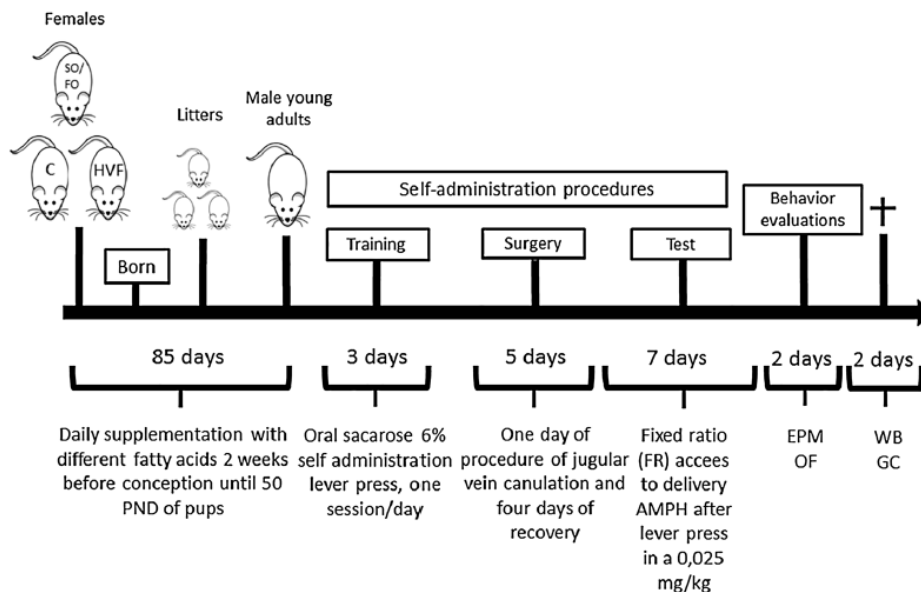 Females
SO/
FO
C
HVF
Litters
Male young
adults
Born
Self-administration procedures
Training
Surgery
Test
Behavior
evaluations
85 days
3 days
5 days
7 days
2 days
2 days
Daily supplementation with
different fatty acids 2 weeks
before conception until 50
PND of pups
Oral sacarose 6%
self administration
lever press, one
session/day
One day of
procedure of jugular
vein canulation and
four days of
recovery
Fixed ratio
(FR) accees
to delivery
AMPH after
lever press
in a 0,025
mg/kg
EPM
OF
WB
GC